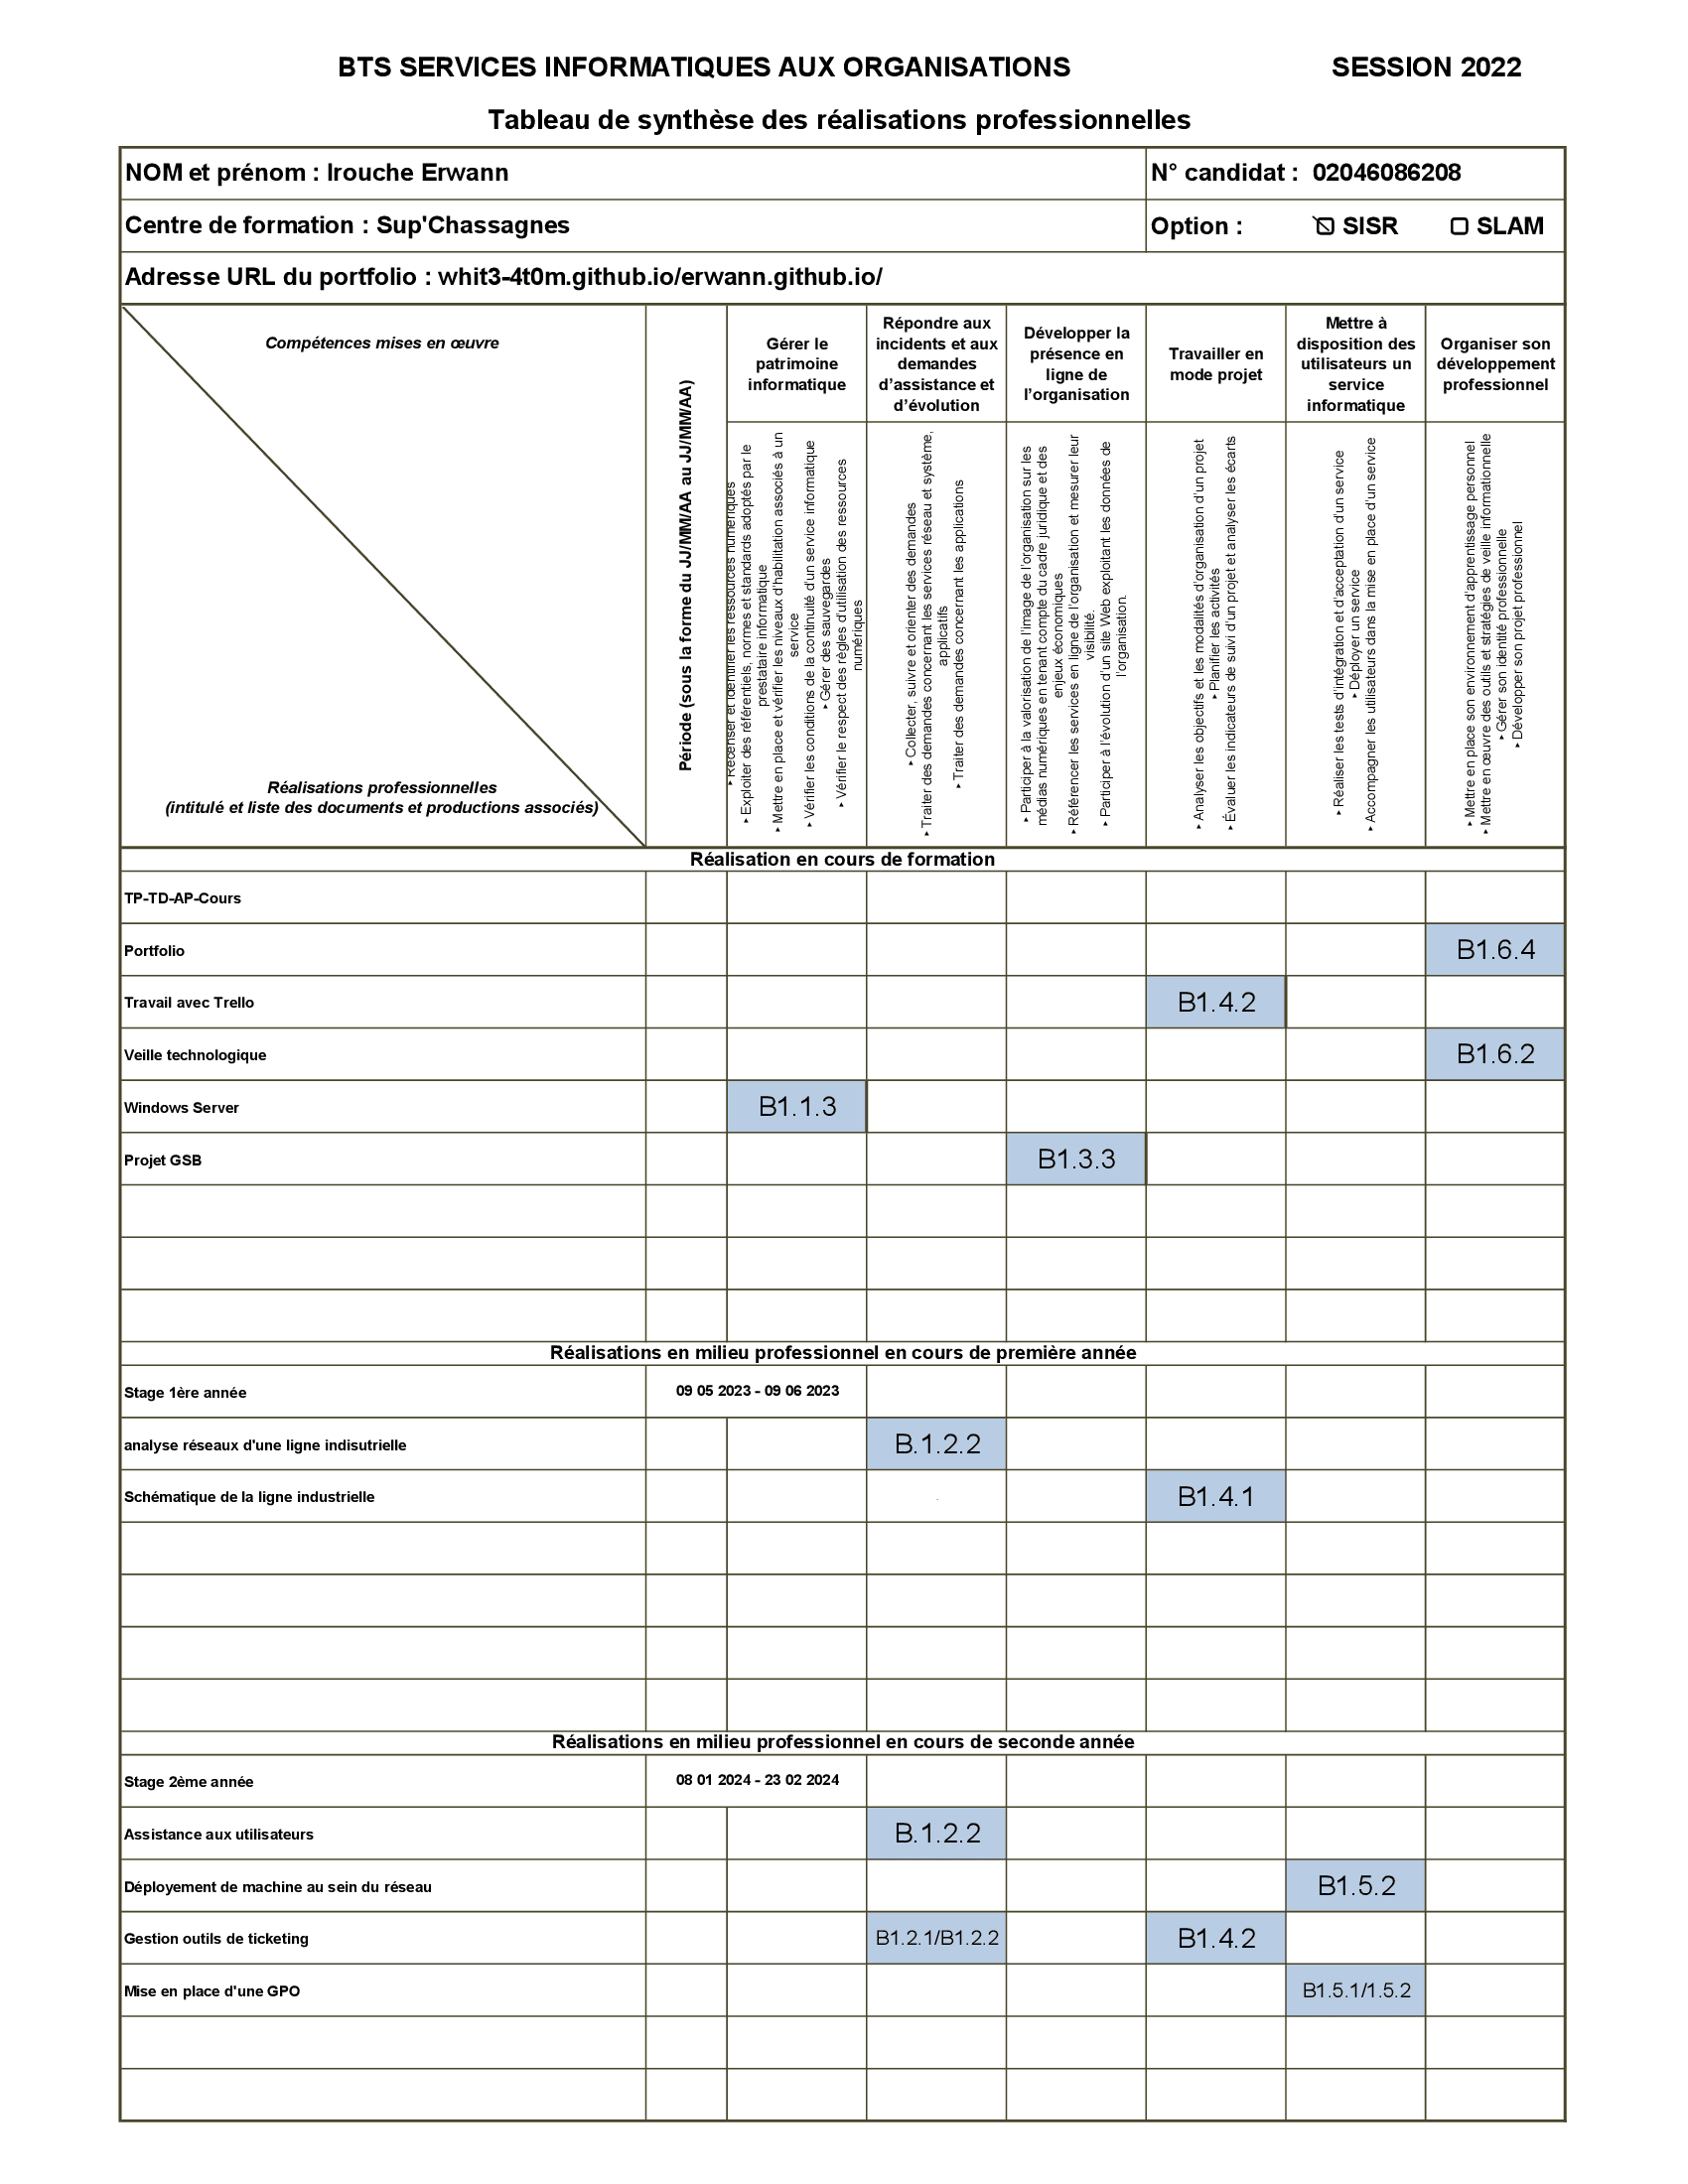 BTS SERVICES INFORMATIQUES AUX ORGANISATIONS SESSION 2022
Tableau de synthèse des réalisations professionnelles
NOM et prénom : Irouche Erwann
N° candidat : 02046086208
Centre de formation : Sup'Chassagnes
Option : SISR SLAM
Adresse URL du portfolio : whit3-4t0m.github.io/erwann.github.io/
Compétences mises en œuvre
Réalisations professionnelles
(intitulé et liste des documents et productions associés)
Période (sous la forme du JJ/MM/AA au JJ/MM/AA)
Gérer le
patrimoine
informatique
Répondre aux
incidents et aux
demandes
d'assistance et
d'évolution
Développer la
présence en
ligne de
l'organisation
Travailler en
mode projet
Mettre à
disposition des
utilisateurs un
service
informatique
Organiser son
développement
professionnel
‣ Recenser et identifier les ressources numériques
‣ Exploiter des référentiels, normes et standards adoptés par le
prestataire informatique
‣ Mettre en place et vérifier les niveaux d'habilitation associés à un
service
‣ Vérifier les conditions de la continuité d'un service informatique
‣ Gérer des sauvegardes
‣ Vérifier le respect des règles d'utilisation des ressources
numériques
‣ Collecter, suivre et orienter des demandes
‣ Traiter des demandes concernant les services réseau et système,
applicatifs
‣ Traiter des demandes concernant les applications
‣ Participer à la valorisation de l'image de l'organisation sur les
médias numériques en tenant compte du cadre juridique et des
enjeux économiques
‣ Référencer les services en ligne de l'organisation et mesurer leur
visibilité.
‣ Participer à l'évolution d'un site Web exploitant les données de
l'organisation.
‣ Analyser les objectifs et les modalités d'organisation d'un projet
‣ Planifier les activités
‣ Évaluer les indicateurs de suivi d'un projet et analyser les écarts
‣ Réaliser les tests d'intégration et d'acceptation d'un service
‣ Déployer un service
‣ Accompagner les utilisateurs dans la mise en place d'un service
‣ Mettre en place son environnement d'apprentissage personnel
‣ Mettre en œuvre des outils et stratégies de veille informationnelle
‣ Gérer son identité professionnelle
‣ Développer son projet professionnel
Réalisation en cours de formation
TP-TD-AP-Cours
Portfolio B1.6.4
Travail avec Trello B1.4.2
Veille technologique B1.6.2
Windows Server B1.1.3
Projet GSB B1.3.3
Réalisations en milieu professionnel en cours de première année
Stage 1ère année 09 05 2023 - 09 06 2023
analyse réseaux d'une ligne indisutrielle B.1.2.2
Schématique de la ligne industrielle B1.4.1
Réalisations en milieu professionnel en cours de seconde année
Stage 2ème année 08 01 2024 - 23 02 2024
Assistance aux utilisateurs B.1.2.2
Déployement de machine au sein du réseau B1.5.2
Gestion outils de ticketing B1.2.1/B1.2.2 B1.4.2
Mise en place d'une GPO B1.5.1/1.5.2